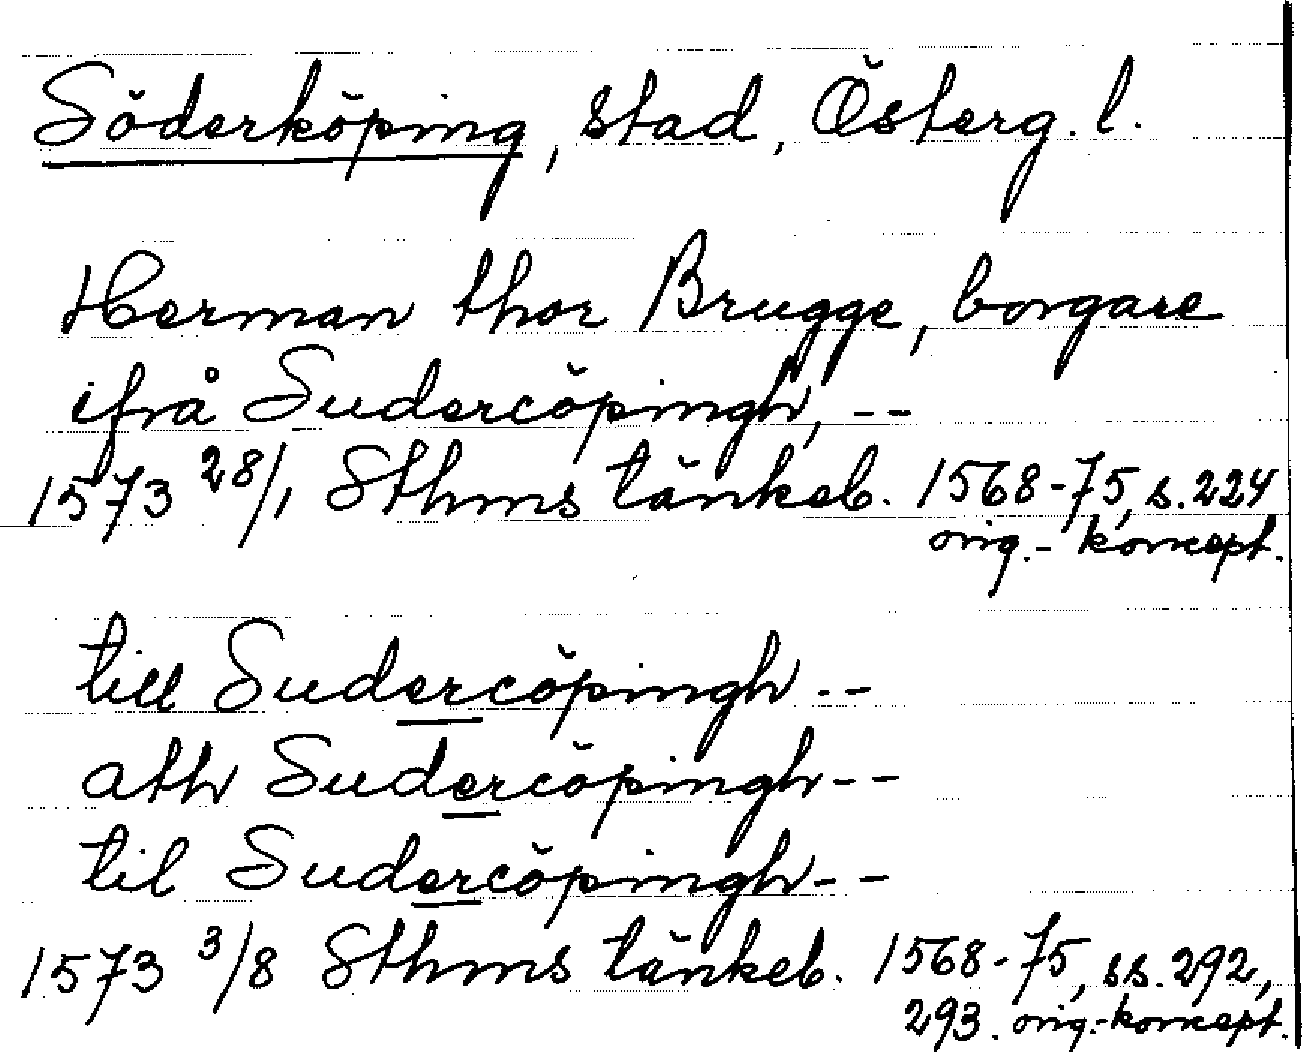 Söderköping, stad, Österg. l.
Herman thor Brugge, borgare
ifrå Sudercöpingh, --
1573 28/1 Sthms tänkeb. 1568-75, s. 224
orig.- koncept.
till Sudercöpingh --
ath Sudercöpingh --
til Sudercöpingh --
1573 3/8 Sthms tänkeb. 1568-75, ss. 292,
293. orig.-koncept.